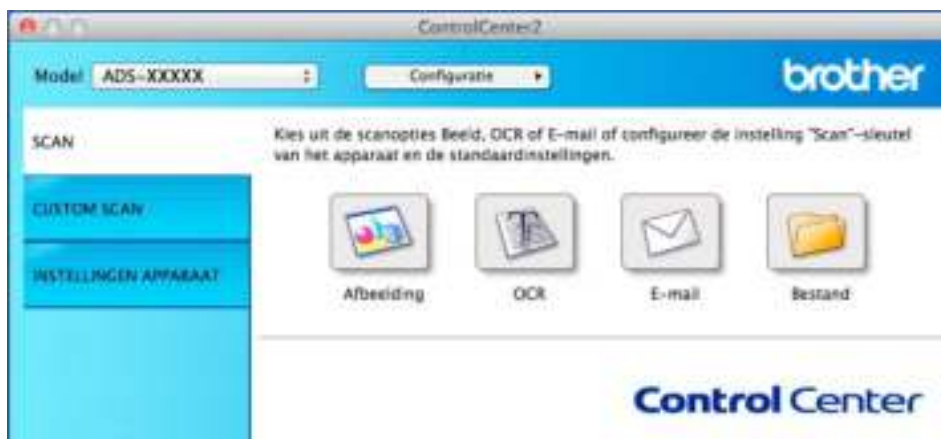 ControlCenter2
Model ADS-XXXXX Configuratie brother
SCAN
CUSTOM SCAN
INSTELLINGEN APPARAAT
Kies uit de scanopties Beeld, OCR of E-mail of configureer de instelling "Scan"-sleutel
van het apparaat en de standaardinstellingen.
Afbeelding OCR E-mail Bestand
Control Center